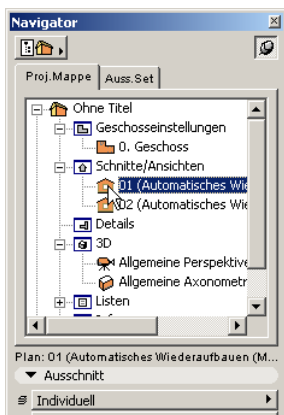 Navigator
Proj.Mappe Auss.Set
Ohne Titel
Geschosseinstellungen
0. Geschoss
Schnitte/Ansichten
01 (Automatisches Wie
02 (Automatisches Wie
Details
3D
Allgemeine Perspektive
Allgemeine Axonometr
Listen
Plan: 01 (Automatisches Wiederaufbauen (M...
Ausschnitt
Individuell